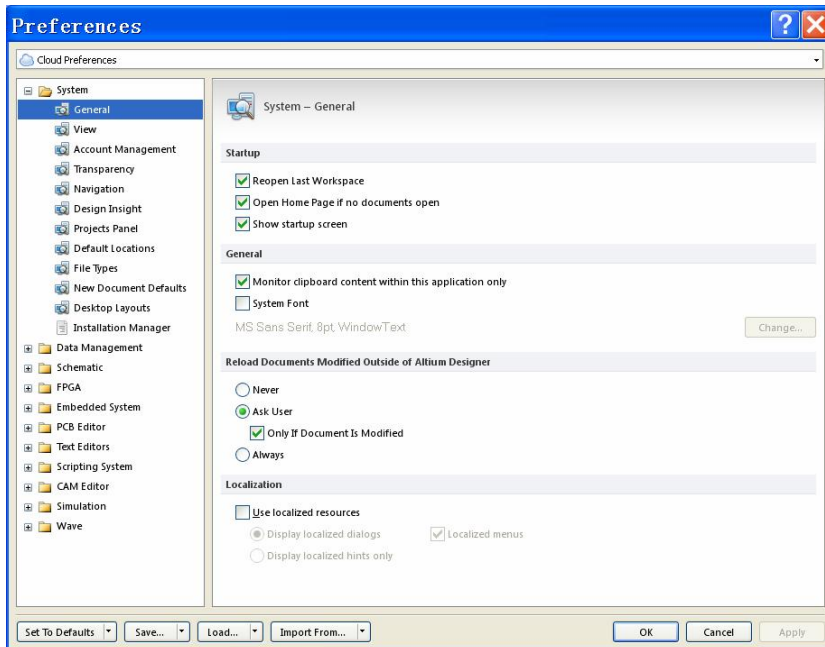 Preferences
Cloud Preferences
System
General
View
Account Management
Transparency
Navigation
Design Insight
Projects Panel
Default Locations
File Types
New Document Defaults
Desktop Layouts
Installation Manager
Data Management
Schematic
FPGA
Embedded System
PCB Editor
Text Editors
Scripting System
CAM Editor
Simulation
Wave
System – General
Startup
Reopen Last Workspace
Open Home Page if no documents open
Show startup screen
General
Monitor clipboard content within this application only
System Font
MS Sans Serif, 8pt, WindowText
Change...
Reload Documents Modified Outside of Altium Designer
Never
Ask User
Only If Document Is Modified
Always
Localization
Use localized resources
Display localized dialogs
Localized menus
Display localized hints only
Set To Defaults
Save...
Load...
Import From...
OK
Cancel
Apply